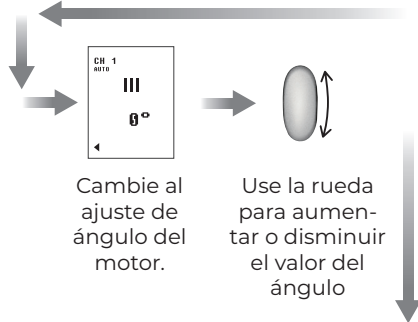 CH 1
AUTO
0°
Cambie al
ajuste de
ángulo del
motor.
Use la rueda
para aumen-
tar o disminuir
el valor del
ángulo